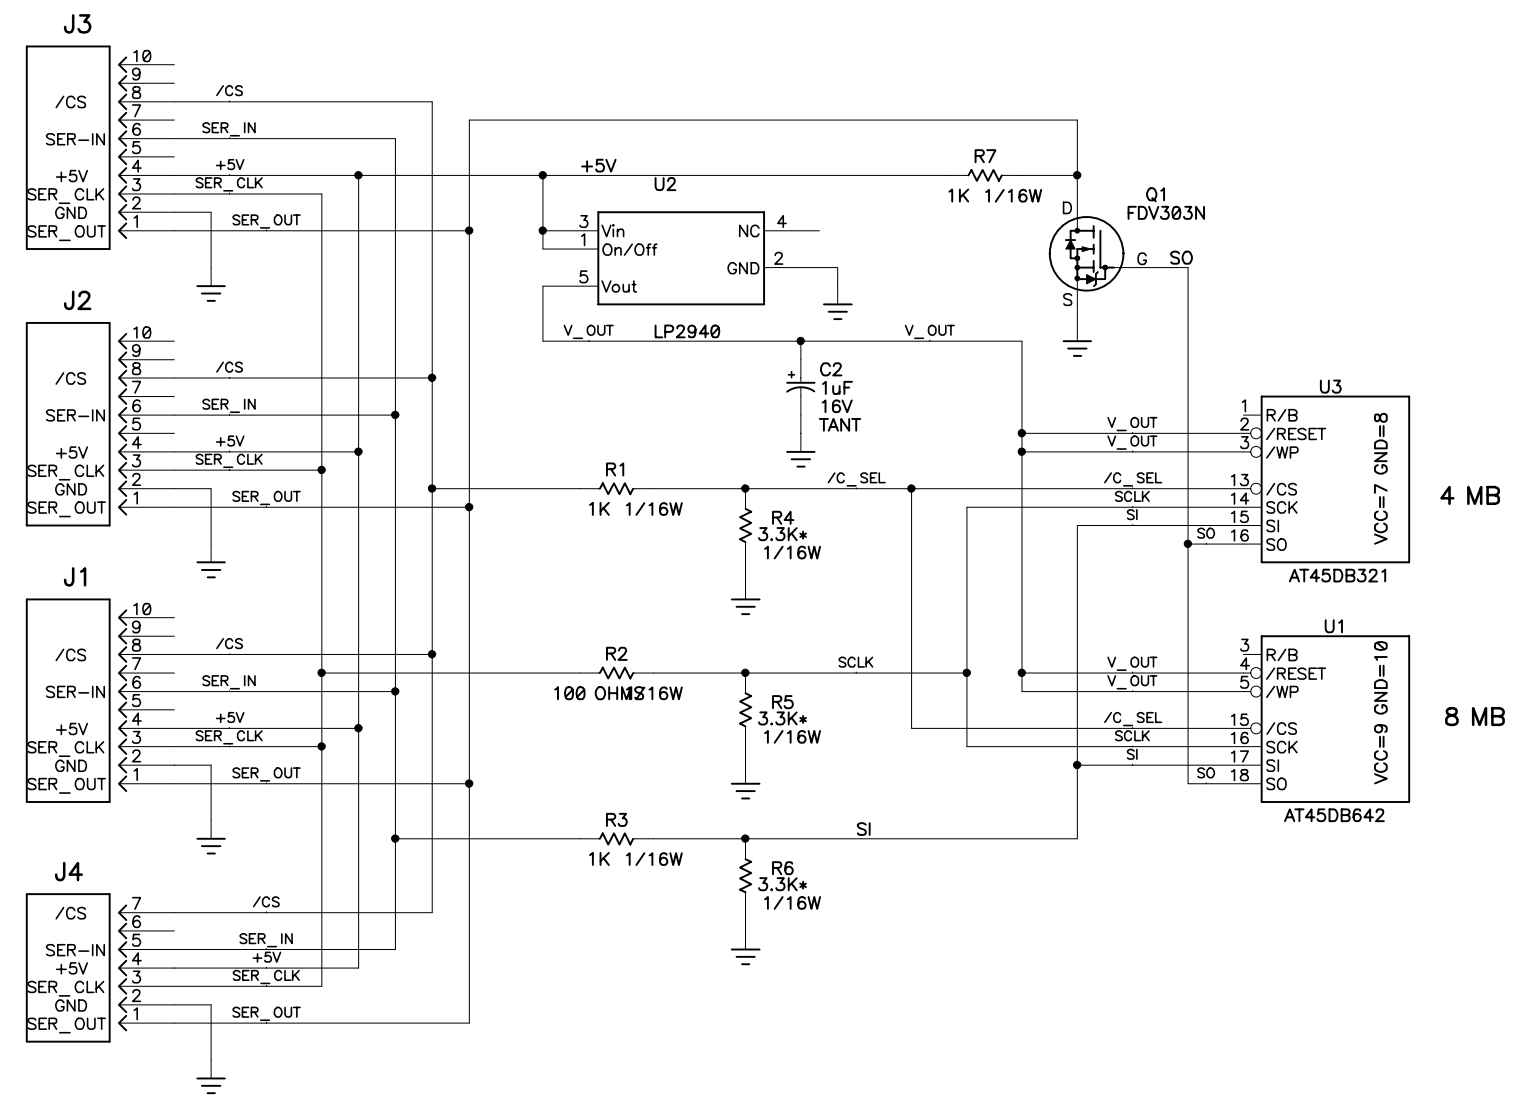 J3
10
9
/CS 8 /CS
7
SER-IN 6 SER_IN
5
+5V 4 +5V
SER_CLK 3 SER_CLK
GND 2
SER_OUT 1 SER_OUT
J2
10
9
/CS 8 /CS
7
SER-IN 6 SER_IN
5
+5V 4 +5V
SER_CLK 3 SER_CLK
GND 2
SER_OUT 1 SER_OUT
J1
10
9
/CS 8 /CS
7
SER-IN 6 SER_IN
5
+5V 4 +5V
SER_CLK 3 SER_CLK
GND 2
SER_OUT 1 SER_OUT
J4
/CS 7 /CS
6
SER-IN 5 SER_IN
+5V 4 +5V
SER_CLK 3 SER_CLK
GND 2
SER_OUT 1 SER_OUT
+5V
U2
3 Vin
1 On/Off
5 Vout
NC 4
GND 2
LP2940
V_OUT
V_OUT
C2
+
1uF
16V
TANT
R7
1K 1/16W
Q1
FDV303N
D
G SO
S
R1
1K 1/16W
/C_SEL
R4
3.3K*
1/16W
R2
100 OHMS 1/16W
SCLK
R5
3.3K*
1/16W
R3
1K 1/16W
SI
R6
3.3K*
1/16W
U3
1 R/B
V_OUT 2 /RESET
V_OUT 3 /WP
/C_SEL 13 /CS
SCLK 14 SCK
SI 15 SI
SO 16 SO
VCC=7 GND=8
AT45DB321
4 MB
U1
3 R/B
V_OUT 4 /RESET
V_OUT 5 /WP
/C_SEL 15 /CS
SCLK 16 SCK
SI 17 SI
SO 18 SO
VCC=9 GND=10
AT45DB642
8 MB